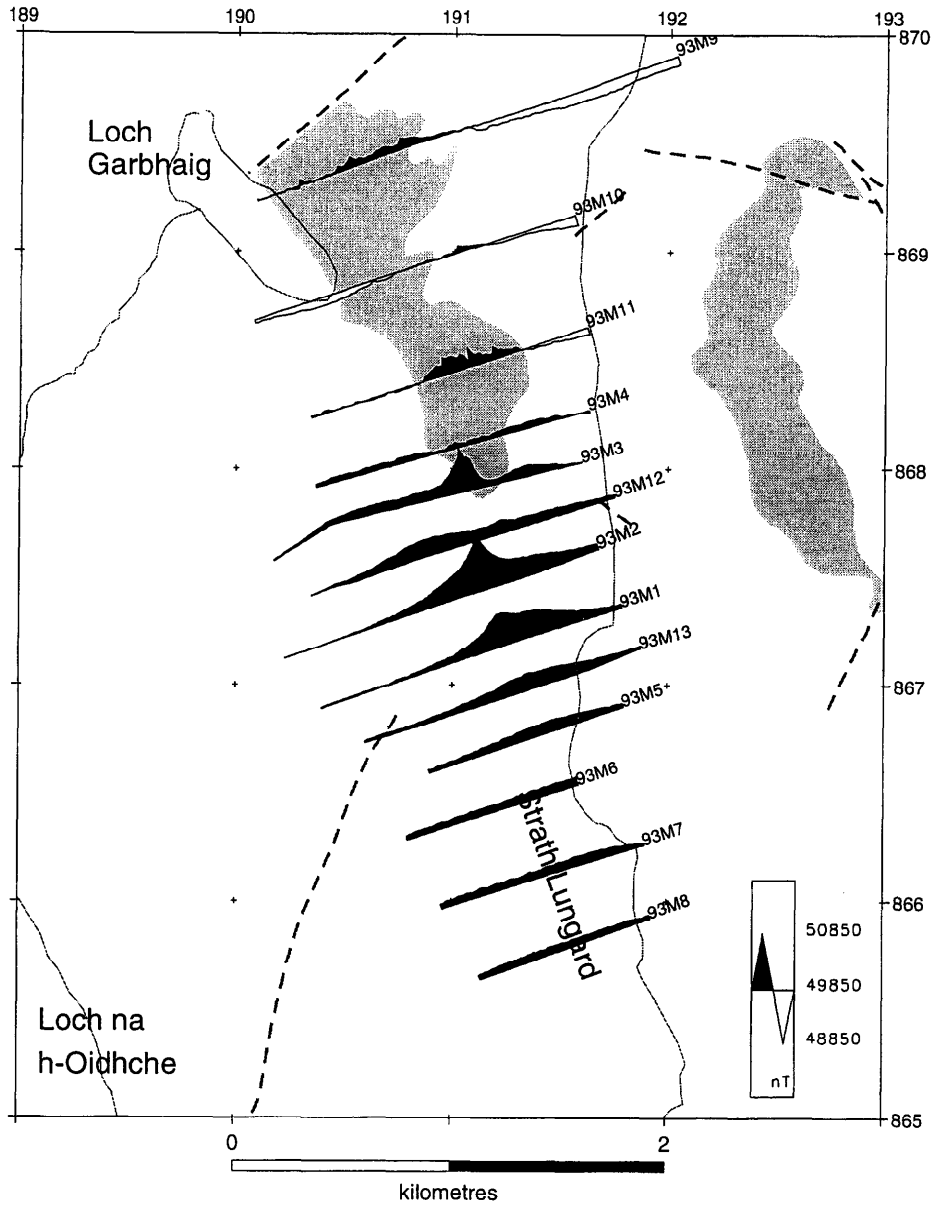 189 190 191 192 193
870
93M9
Loch
Garbhaig
93M10
869
93M11
93M4
93M3
868
93M12
93M2
93M1
93M13
867
93M5
93M6
Strath Lungard
93M7
93M8
866
50850
49850
48850
nT
Loch na
h-Oidhche
865
0 2
kilometres